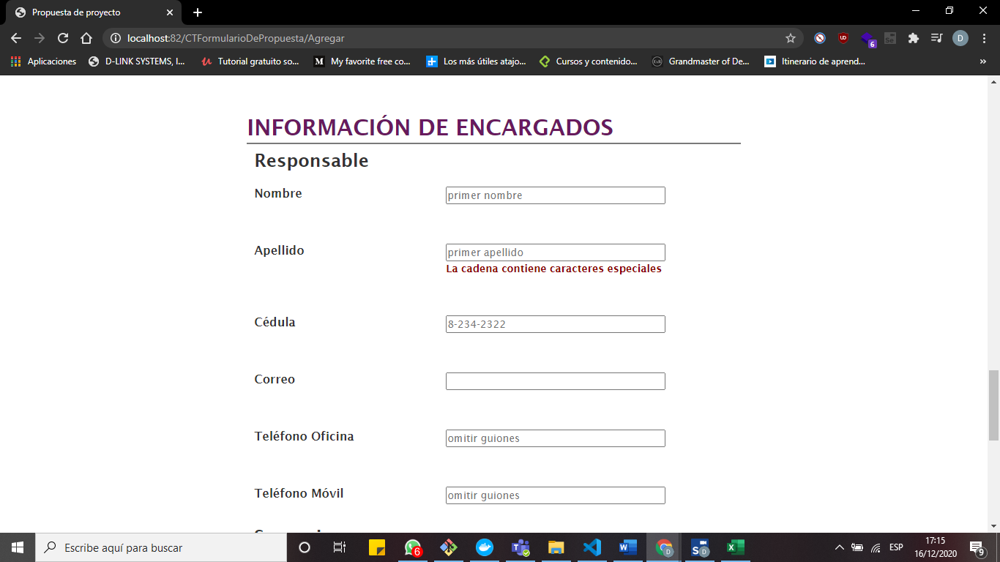 Propuesta de proyecto
localhost:82/CTFormularioDePropuesta/Agregar
D
6
Aplicaciones
D-LINK SYSTEMS, I...
Tutorial gratuito so...
My favorite free co...
Los más útiles atajo...
Cursos y contenido...
Grandmaster of De...
Itinerario de aprend...
»
INFORMACIÓN DE ENCARGADOS
Responsable
Nombre
primer nombre
Apellido
primer apellido
La cadena contiene caracteres especiales
Cédula
8-234-2322
Correo
Teléfono Oficina
omitir guiones
Teléfono Móvil
omitir guiones
Escribe aquí para buscar
6
ESP
17:15
16/12/2020
9